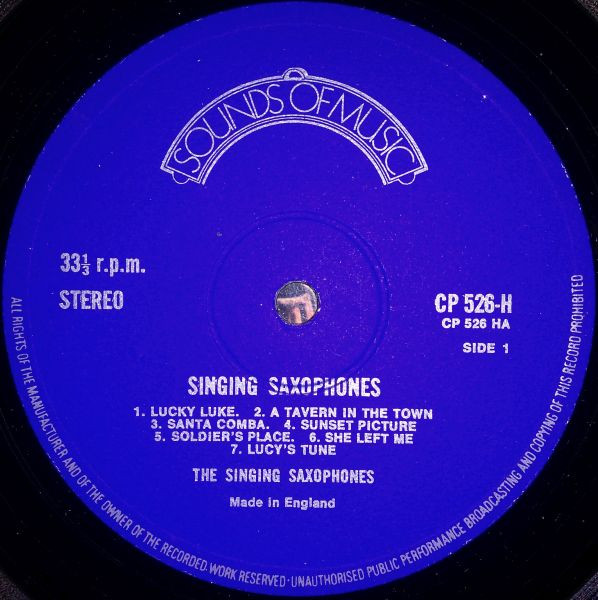 SOUNDS OF MUSIC
33⅓ r.p.m.
STEREO
CP 526-H
CP 526 HA
SIDE 1
SINGING SAXOPHONES
1. LUCKY LUKE. 2. A TAVERN IN THE TOWN
3. SANTA COMBA. 4. SUNSET PICTURE
5. SOLDIER'S PLACE. 6. SHE LEFT ME
7. LUCY'S TUNE
THE SINGING SAXOPHONES
Made in England
ALL RIGHTS OF THE MANUFACTURER AND OF THE OWNER OF THE RECORDED WORK RESERVED·UNAUTHORISED PUBLIC PERFORMANCE BROADCASTING AND COPYING OF THIS RECORD PROHIBITED